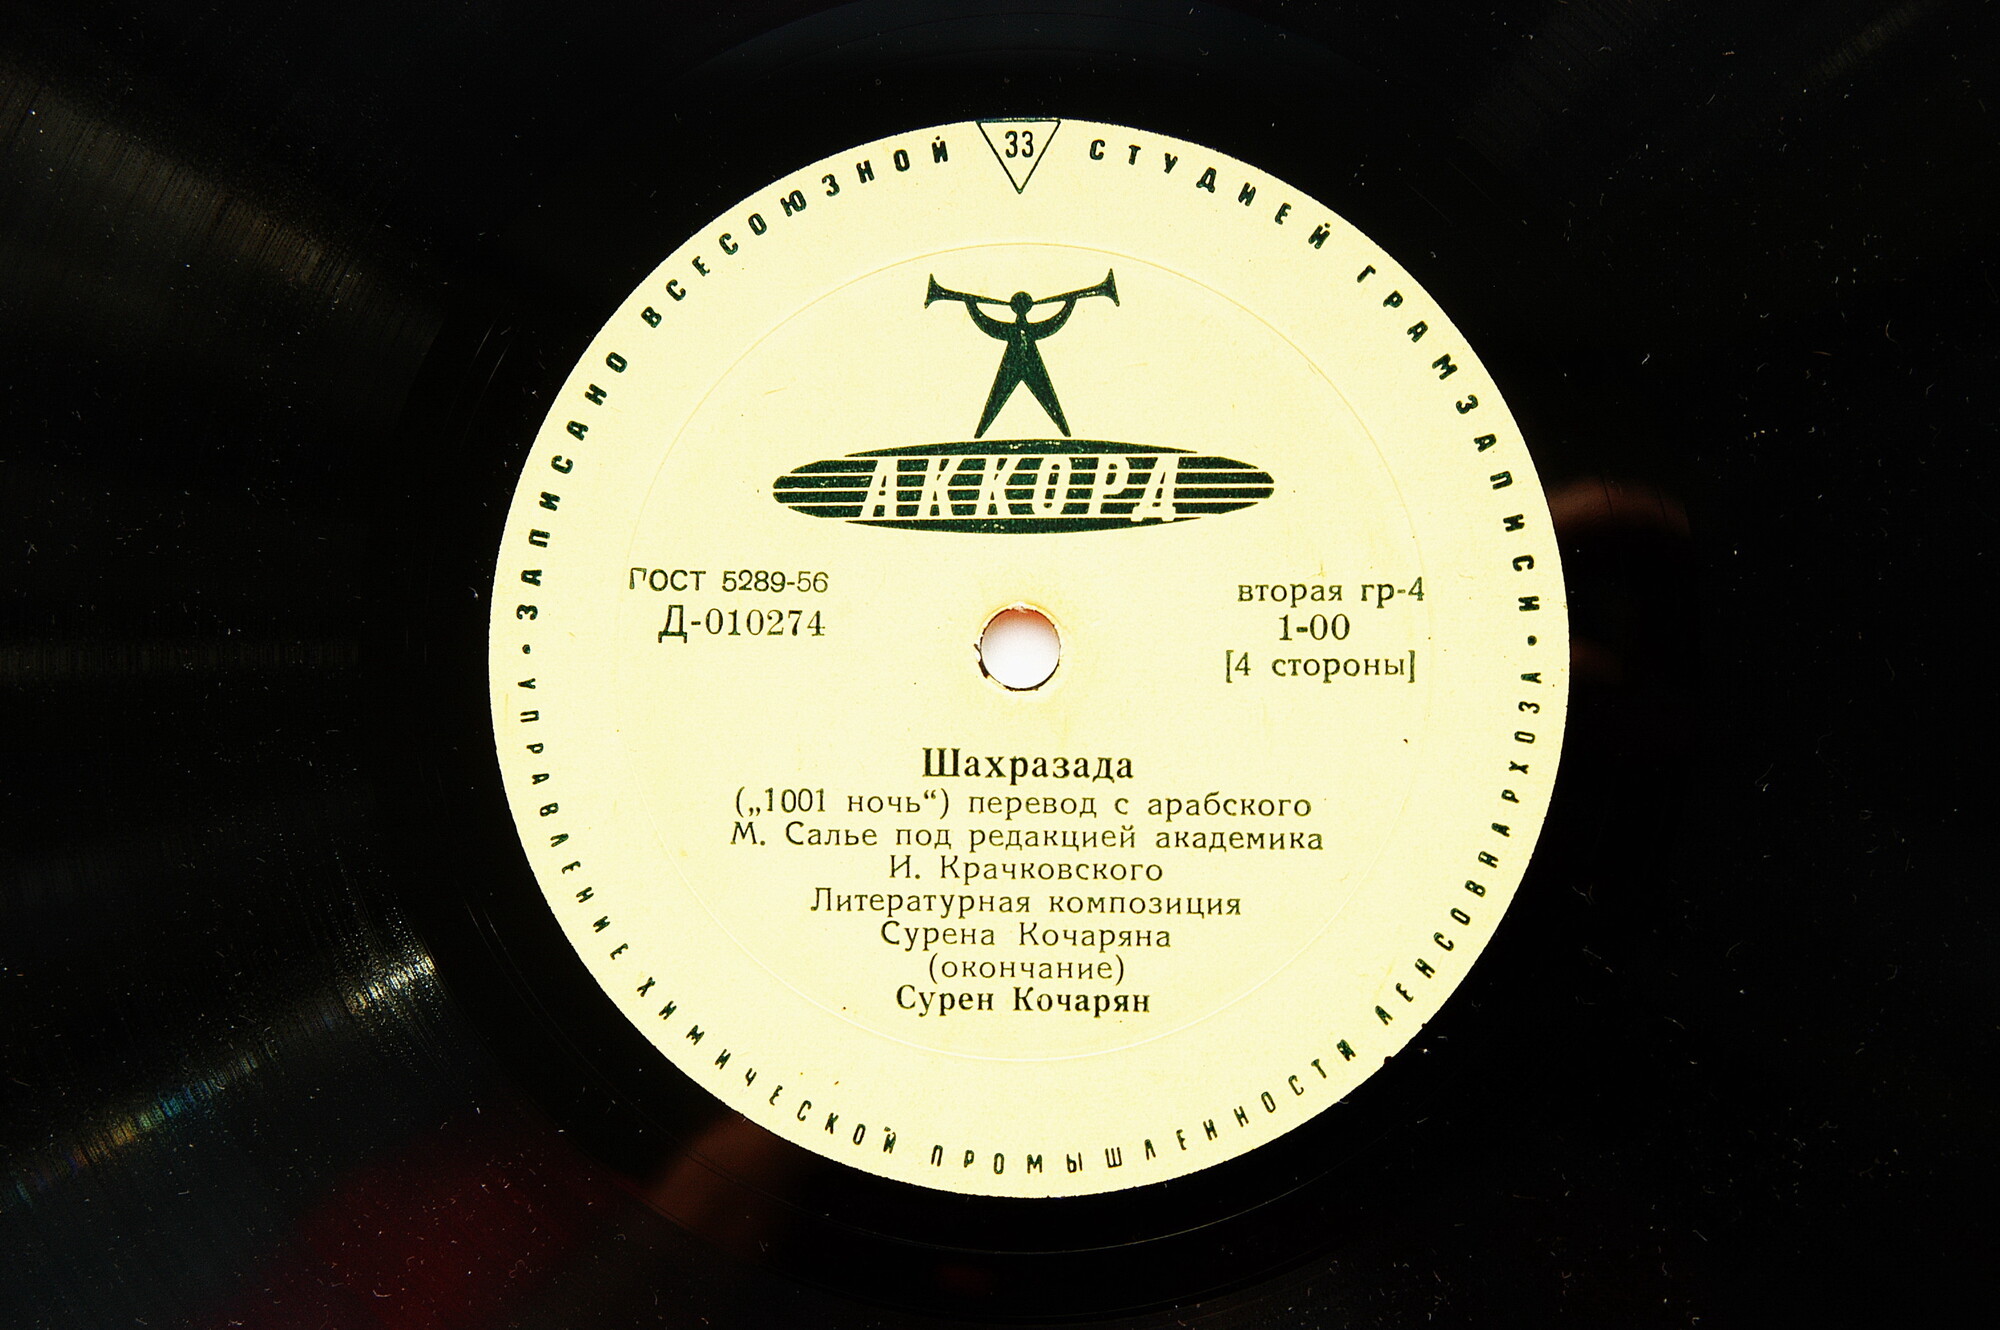 ЗАПИСАНО ВСЕСОЮЗНОЙ СТУДИЕЙ ГРАМЗАПИСИ •
33
АККОРД
ГОСТ 5289-56
Д-010274
вторая гр-4
1-00
[4 стороны]
Шахразада
(„1001 ночь“) перевод с арабского
М. Салье под редакцией академика
И. Крачковского
Литературная композиция
Сурена Кочаряна
(окончание)
Сурен Кочарян
УПРАВЛЕНИЕ ХИМИЧЕСКОЙ ПРОМЫШЛЕННОСТИ ЛЕНСОВНАРХОЗА •